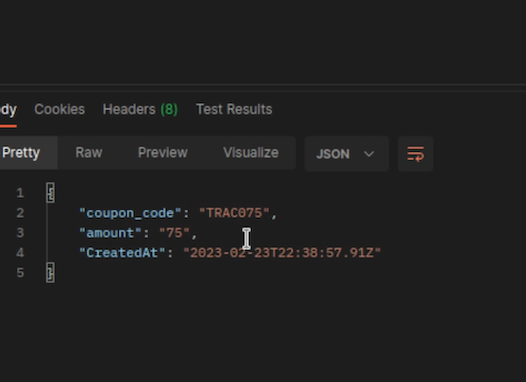 dy Cookies Headers (8) Test Results
Pretty Raw Preview Visualize JSON
1 {
2 "coupon_code": "TRAC075",
3 "amount": "75",
4 "CreatedAt": "2023-02-23T22:38:57.91Z"
5 }